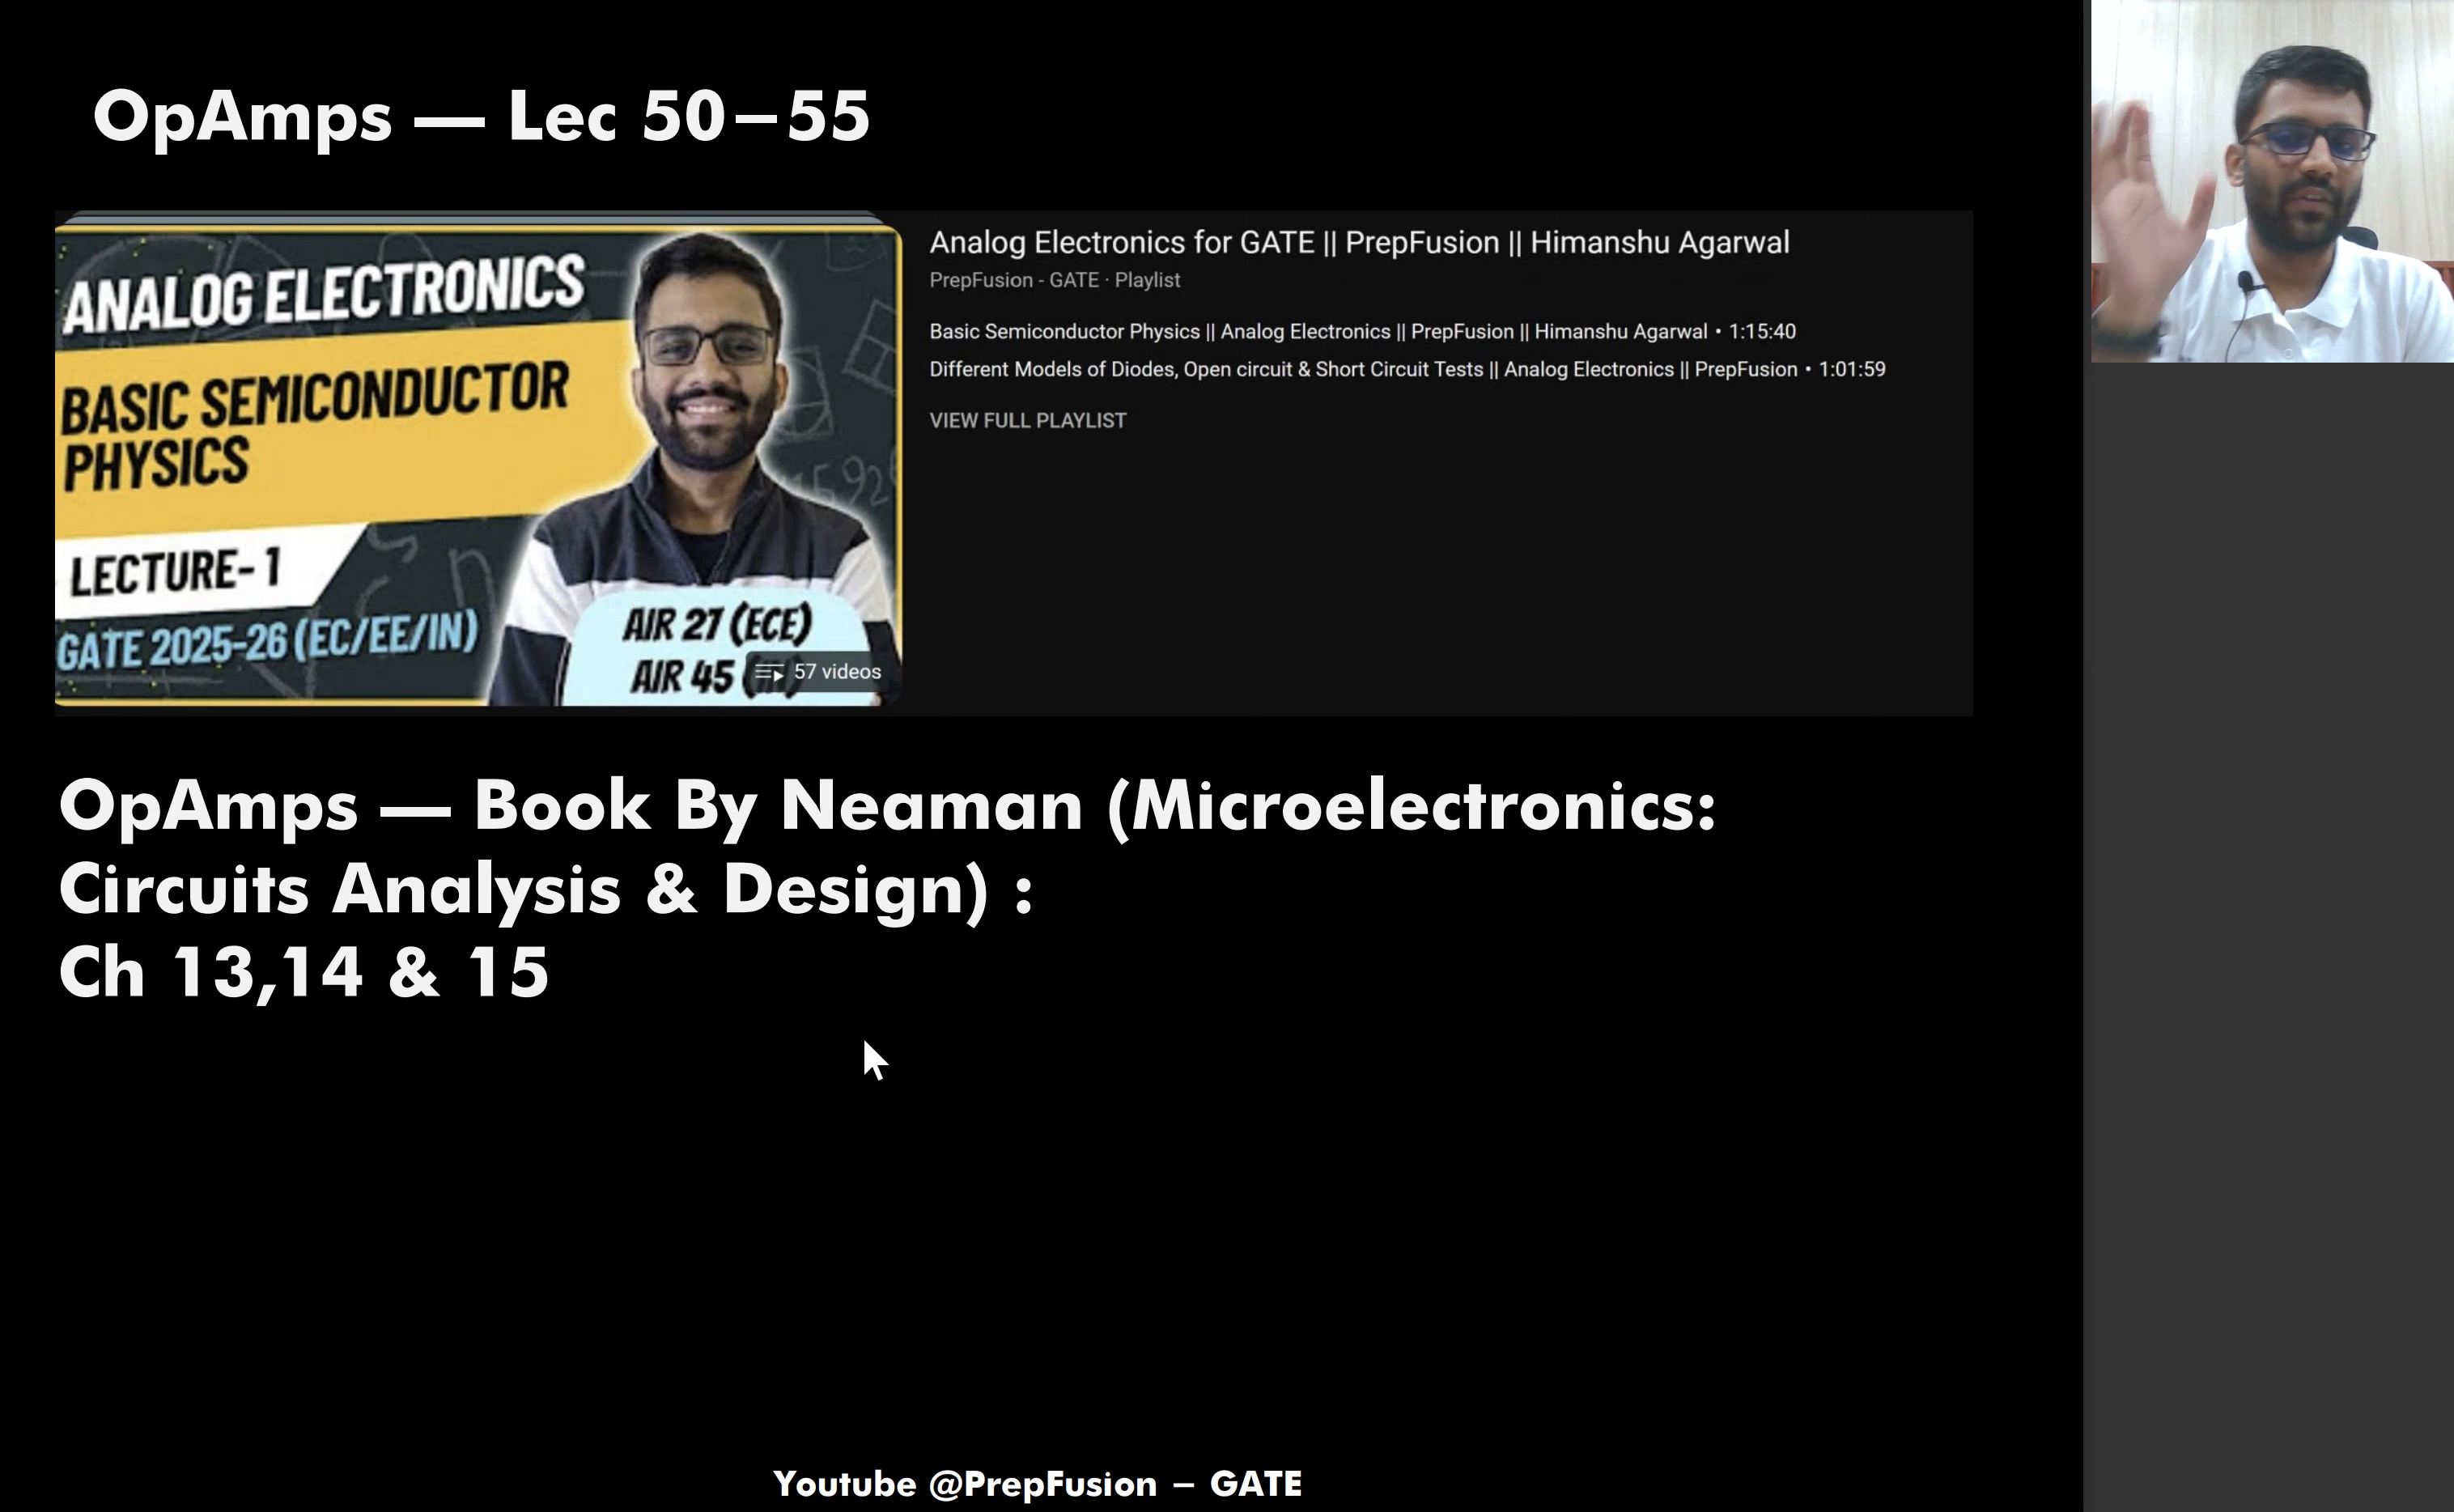 OpAmps — Lec 50–55
ANALOG ELECTRONICS
BASIC SEMICONDUCTOR
PHYSICS
LECTURE- 1
GATE 2025-26 (EC/EE/IN)
AIR 27 (ECE)
AIR 45
57 videos
Analog Electronics for GATE || PrepFusion || Himanshu Agarwal
PrepFusion - GATE · Playlist
Basic Semiconductor Physics || Analog Electronics || PrepFusion || Himanshu Agarwal • 1:15:40
Different Models of Diodes, Open circuit & Short Circuit Tests || Analog Electronics || PrepFusion • 1:01:59
VIEW FULL PLAYLIST
OpAmps — Book By Neaman (Microelectronics:
Circuits Analysis & Design) :
Ch 13,14 & 15
Youtube @PrepFusion – GATE